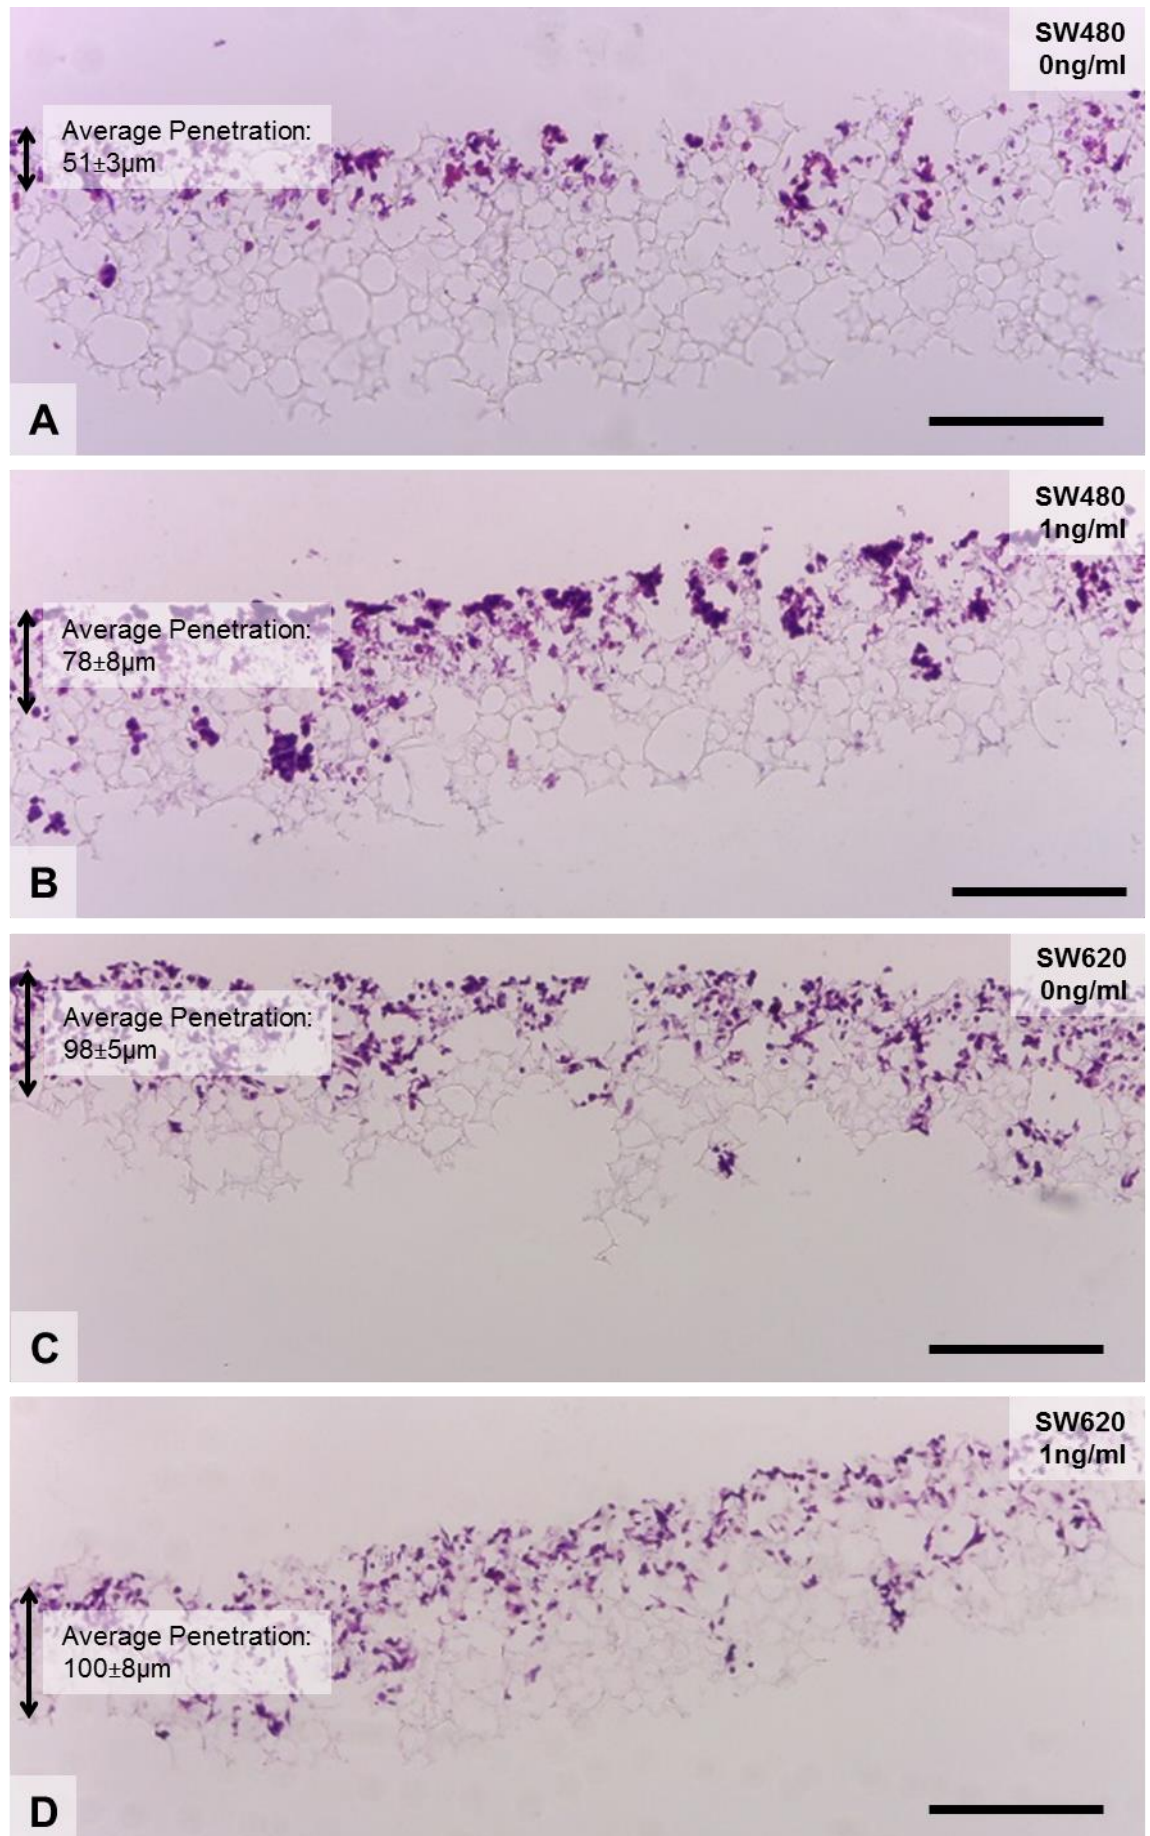 SW480
0ng/ml
Average Penetration:
51±3µm
A
SW480
1ng/ml
Average Penetration:
78±8µm
B
SW620
0ng/ml
Average Penetration:
98±5µm
C
SW620
1ng/ml
Average Penetration:
100±8µm
D